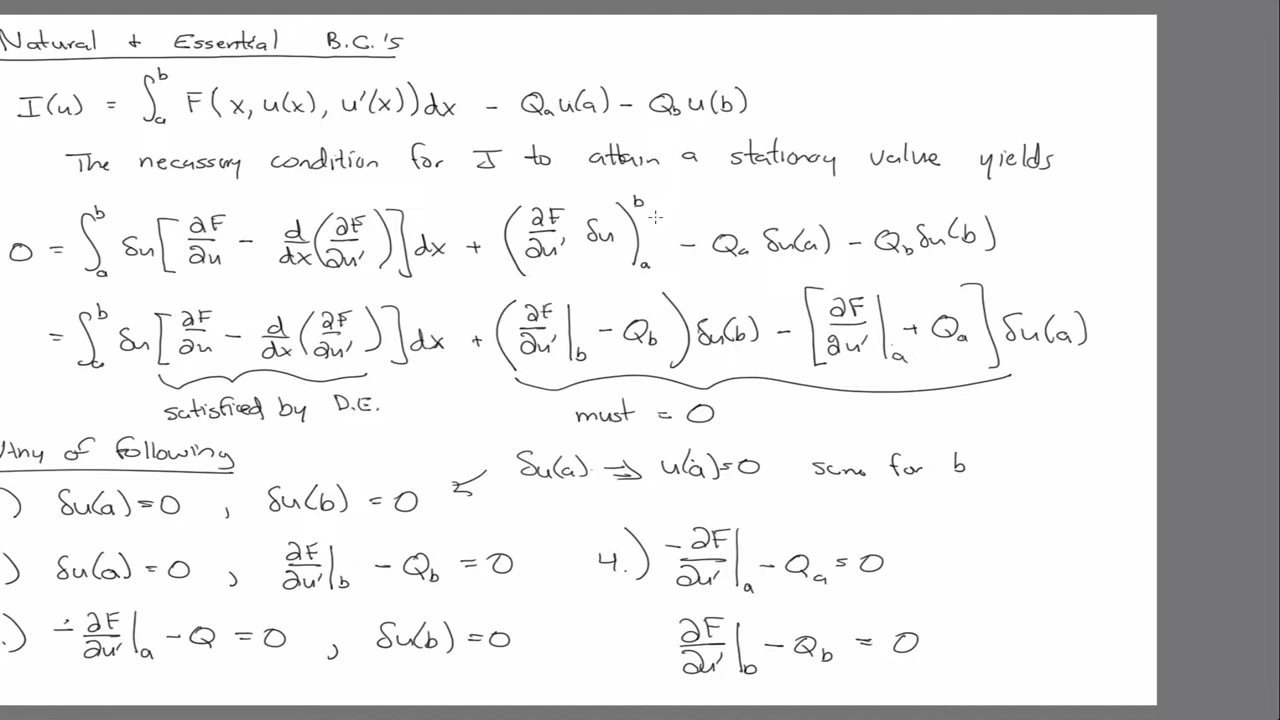 Natural + Essential B.C.'s
I(u) = ∫_a^b F(x, u(x), u'(x))dx - Q_a u(a) - Q_b u(b)
The necessary condition for I to attain a stationary value yields
0 = ∫_a^b δu[∂F/∂u - d/dx(∂F/∂u')]dx + (∂F/∂u' δu)_a^b - Q_a δu(a) - Q_b δu(b)
= ∫_a^b δu[∂F/∂u - d/dx(∂F/∂u')]dx + (∂F/∂u'|_b - Q_b)δu(b) - [∂F/∂u'|_a + Q_a]δu(a)
satisfied by D.E.
must = 0
Any of following
δu(a) ⇒ u(a)=0 same for b
) δu(a)=0 , δu(b) = 0
) δu(a) = 0 , ∂F/∂u'|_b - Q_b = 0
.) -∂F/∂u'|_a - Q = 0 , δu(b) = 0
4.) -∂F/∂u'|_a - Q_a = 0
∂F/∂u'|_b - Q_b = 0